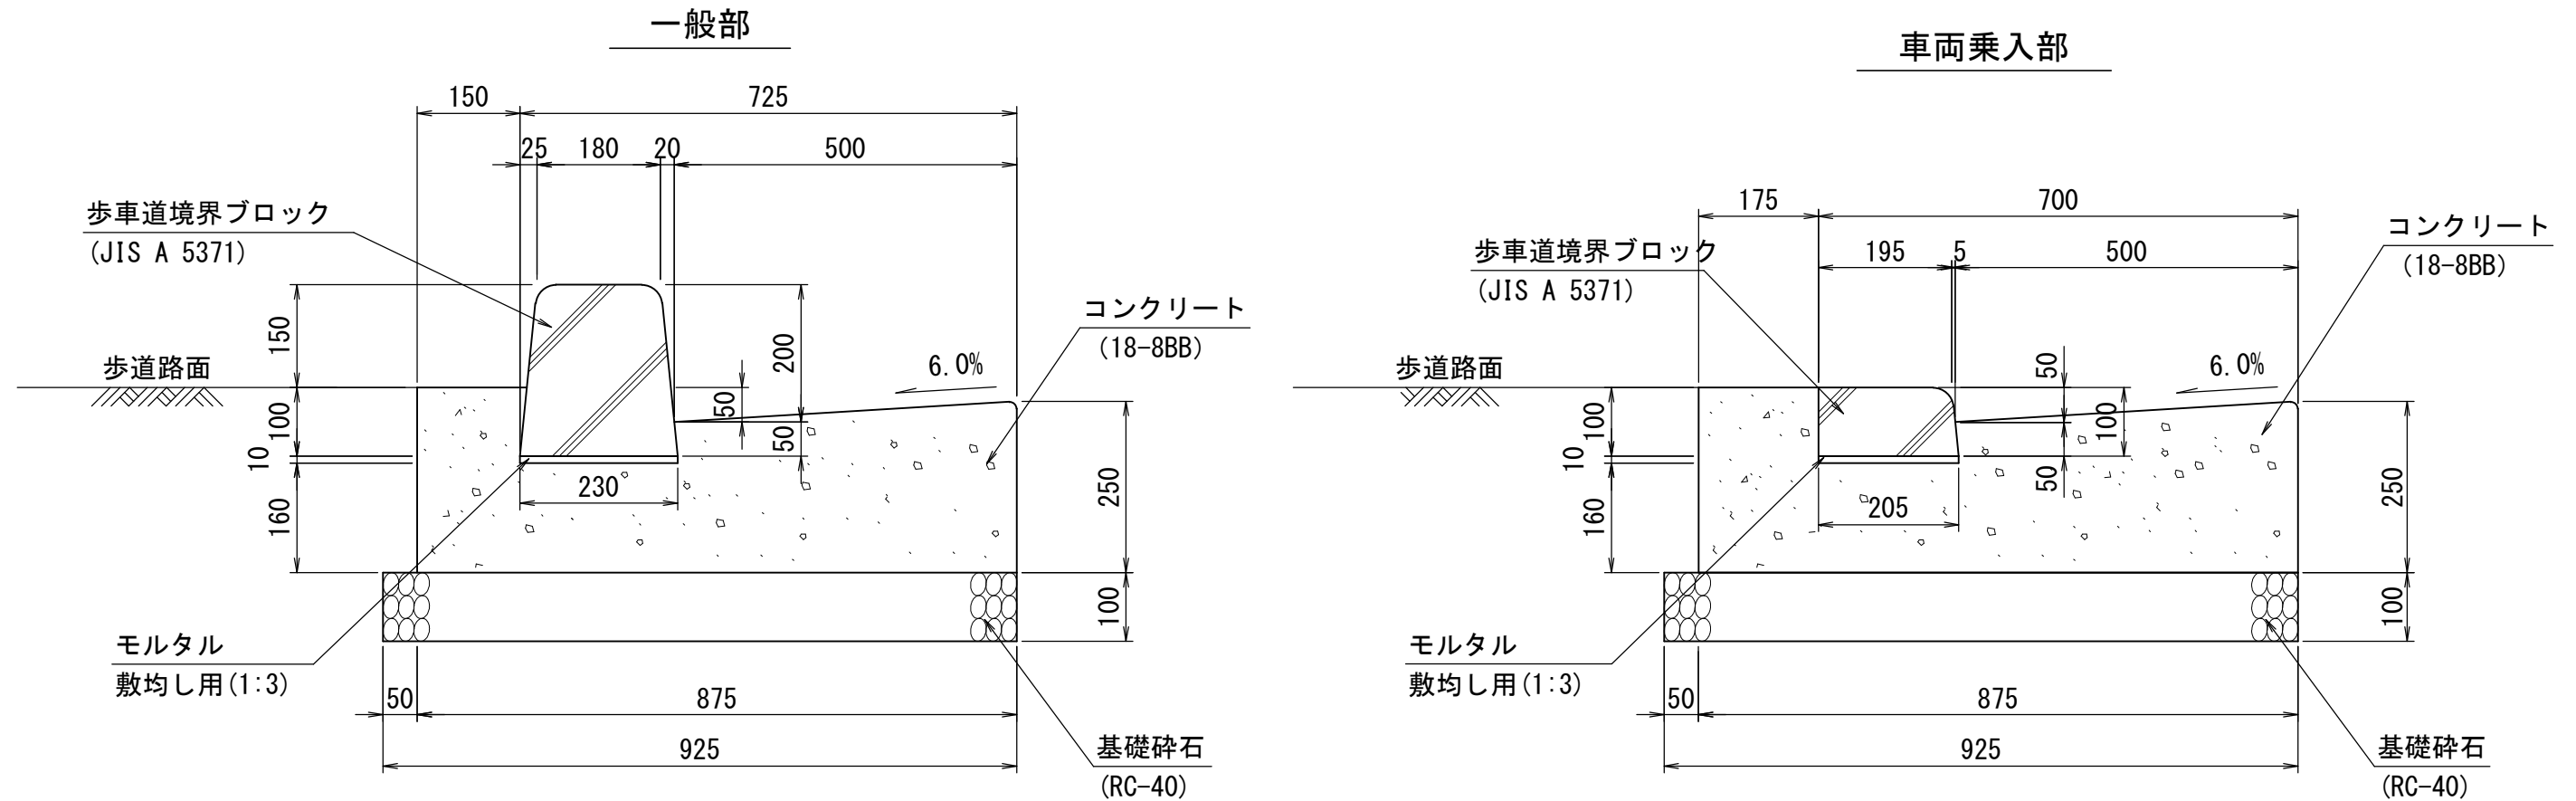 一般部
150
725
25
180
20
500
歩車道境界ブロック
(JIS A 5371)
コンクリート
(18-8BB)
150
200
歩道路面
6.0%
50
100
50
10
230
250
160
100
モルタル
敷均し用(1:3)
50
875
925
基礎砕石
(RC-40)
車両乗入部
175
700
195
5
500
歩車道境界ブロック
(JIS A 5371)
コンクリート
(18-8BB)
歩道路面
50
6.0%
100
100
10
50
205
250
160
100
モルタル
敷均し用(1:3)
50
875
925
基礎砕石
(RC-40)